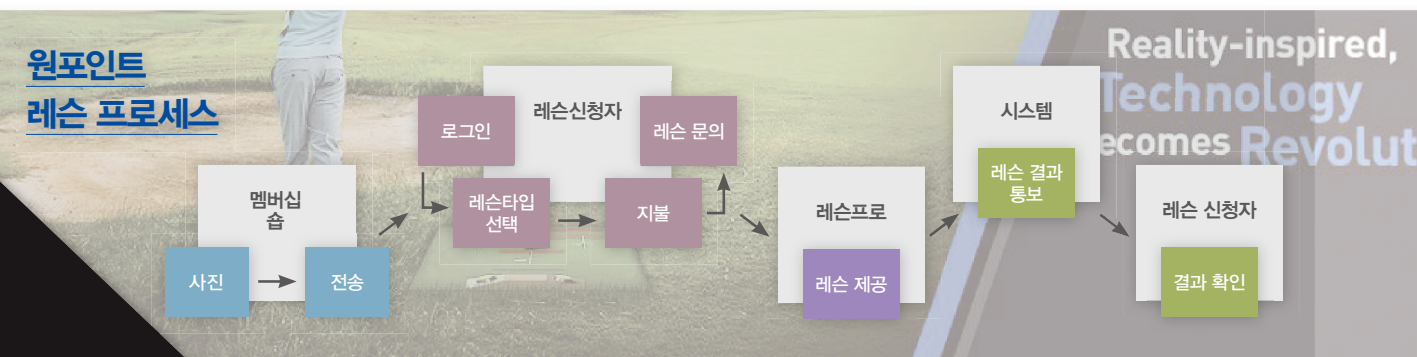 원포인트
레슨 프로세스
멤버십
숍
사진
전송
레슨신청자
로그인
레슨타입
선택
지불
레슨 문의
레슨프로
레슨 제공
시스템
레슨 결과
통보
레슨 신청자
결과 확인
Reality-inspired,
Technology
ecomes Revolut